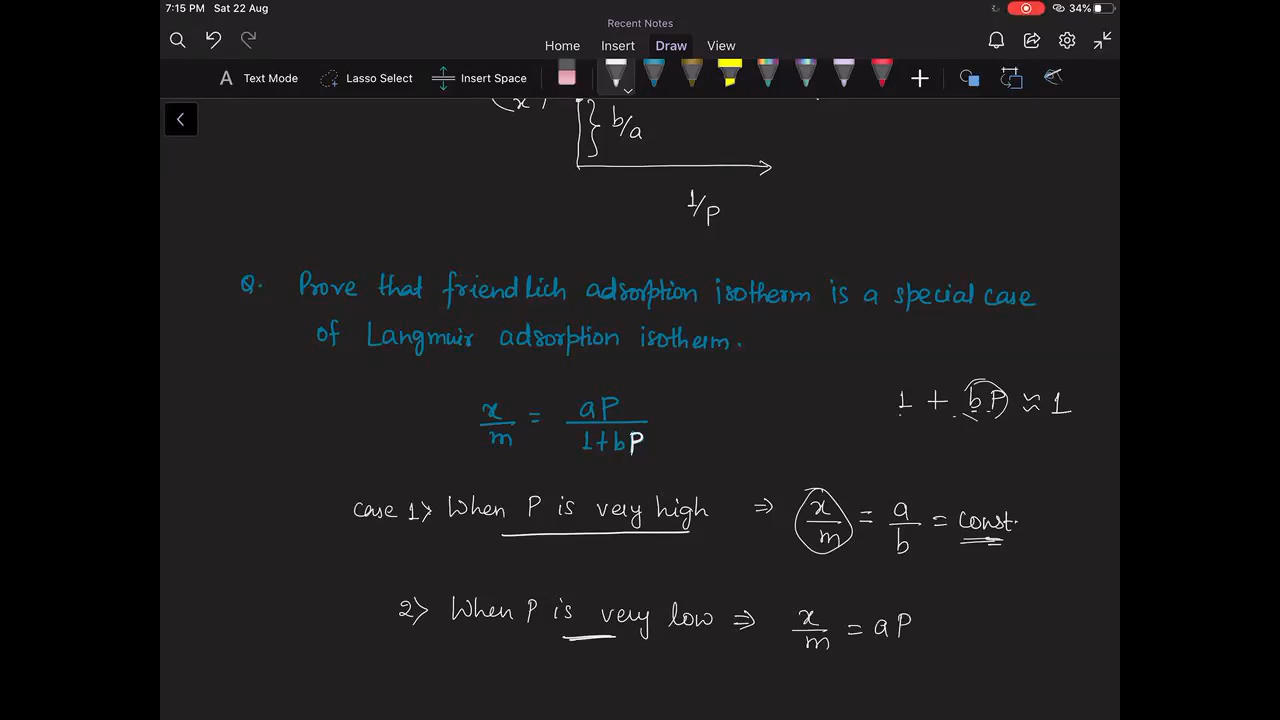 7:15 PM Sat 22 Aug
34%
Recent Notes
Home Insert Draw View
Text Mode Lasso Select Insert Space
(x)
b/a
1/P
Q. Prove that friendlich adsorption isotherm is a special case
of Langmuir adsorption isotherm.
x/m = aP/1+bP
1 + bP ≈ 1
case 1> When P is very high ⇒ x/m = a/b = const.
2> When P is very low ⇒ x/m = aP